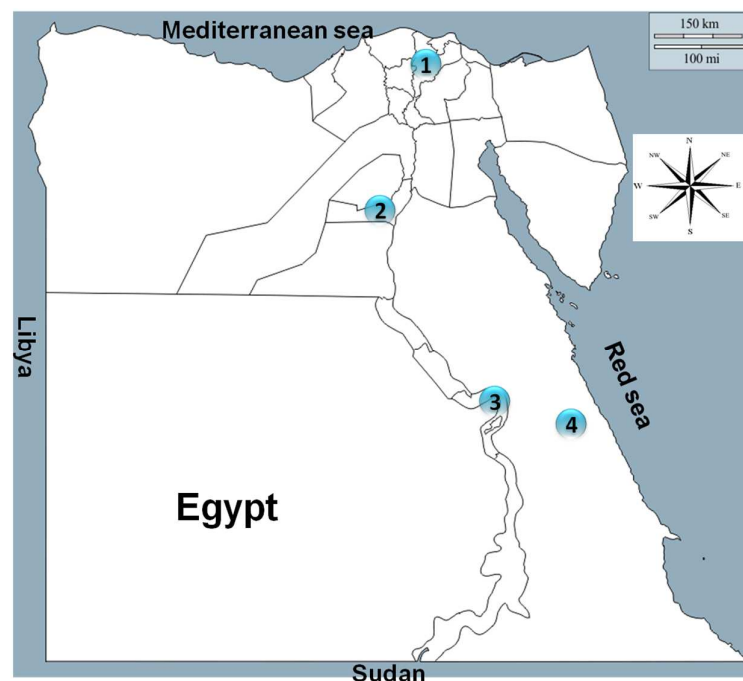 Mediterranean sea
150 km
100 mi
1
N
NW
NE
W
E
SW
SE
S
2
Libya
Red sea
3
4
Egypt
Sudan